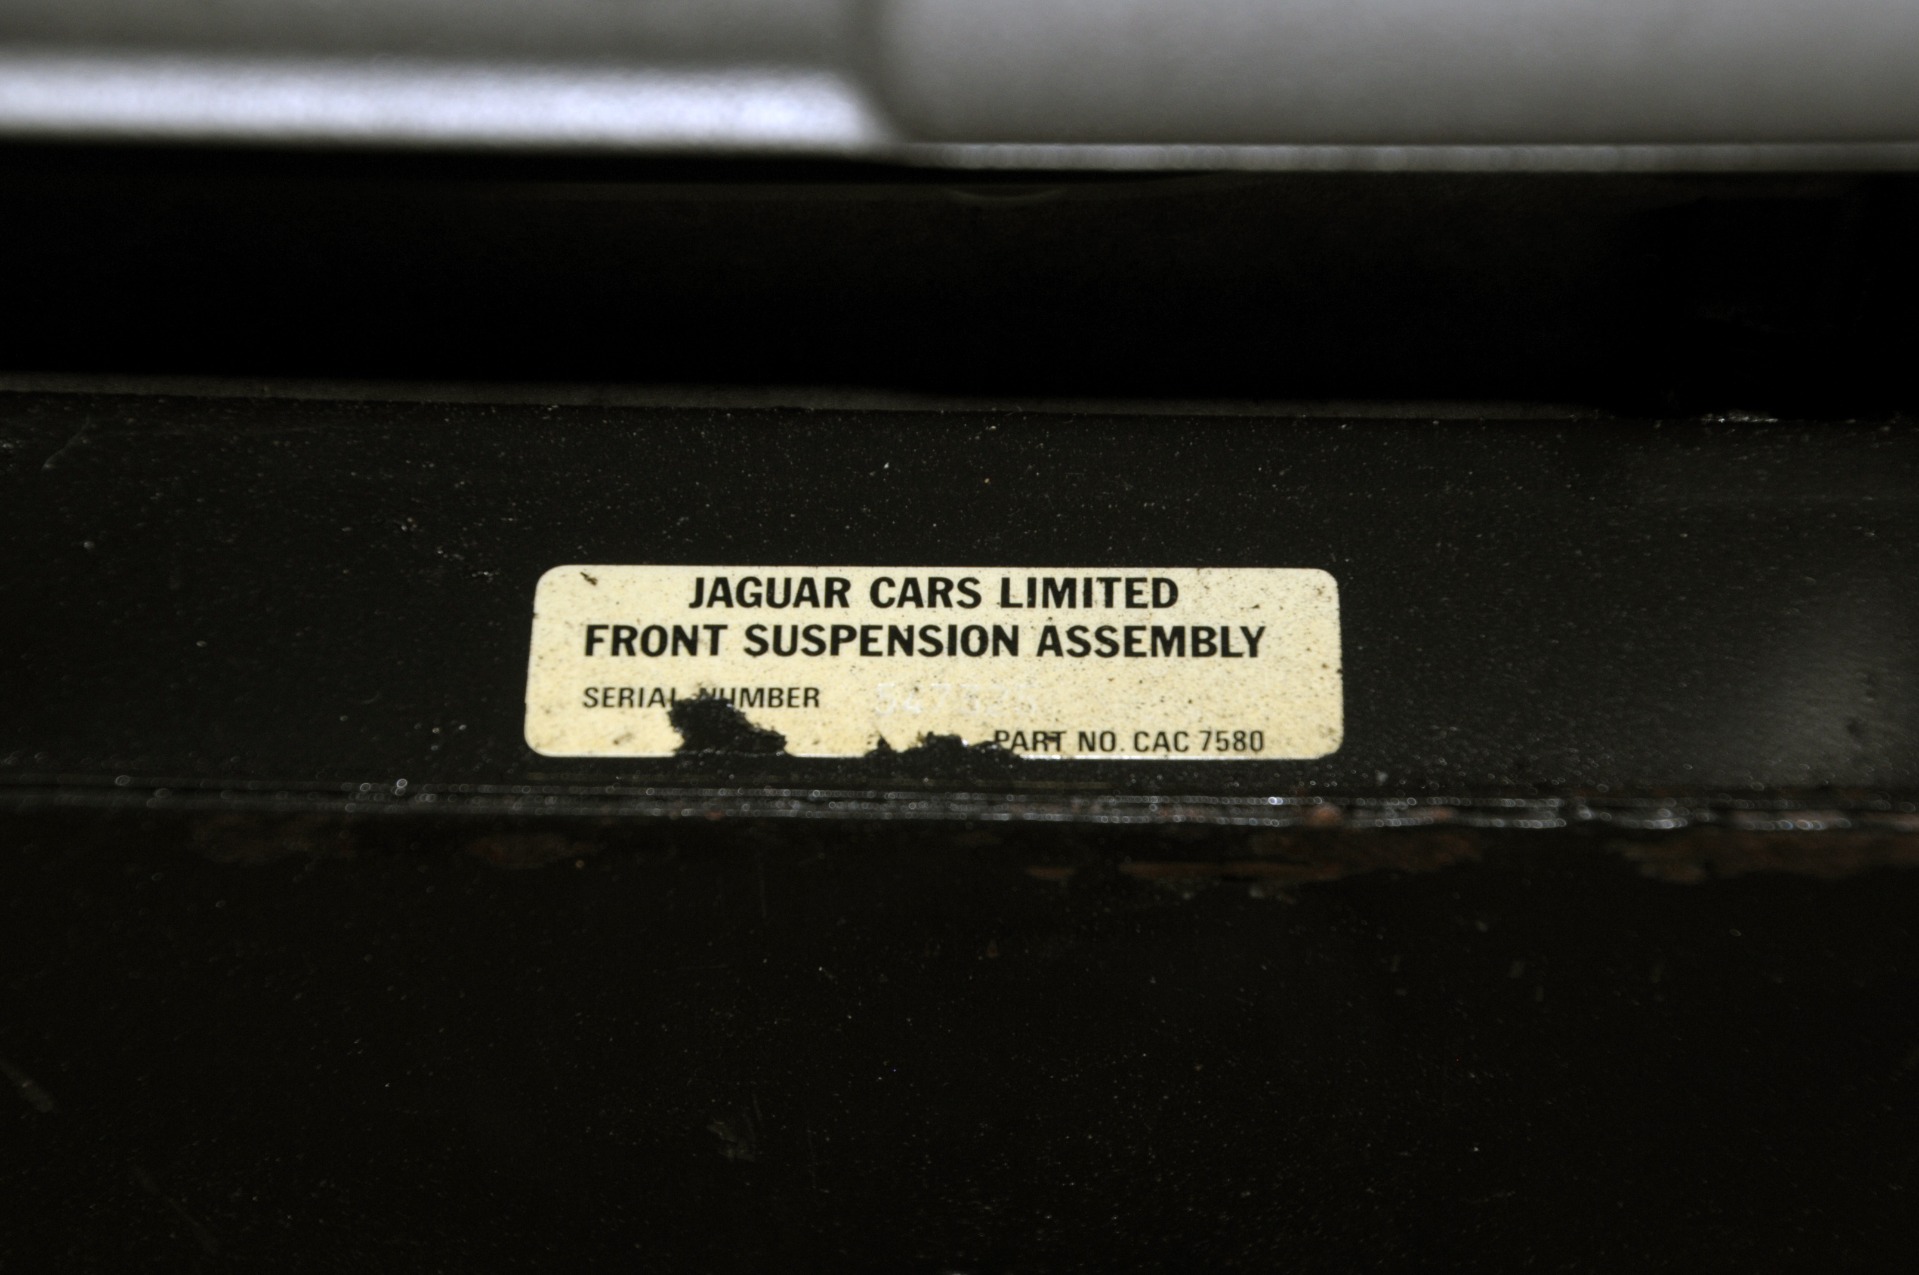 JAGUAR CARS LIMITED
FRONT SUSPENSION ASSEMBLY
SERIAL NUMBER
PART NO. CAC 7580